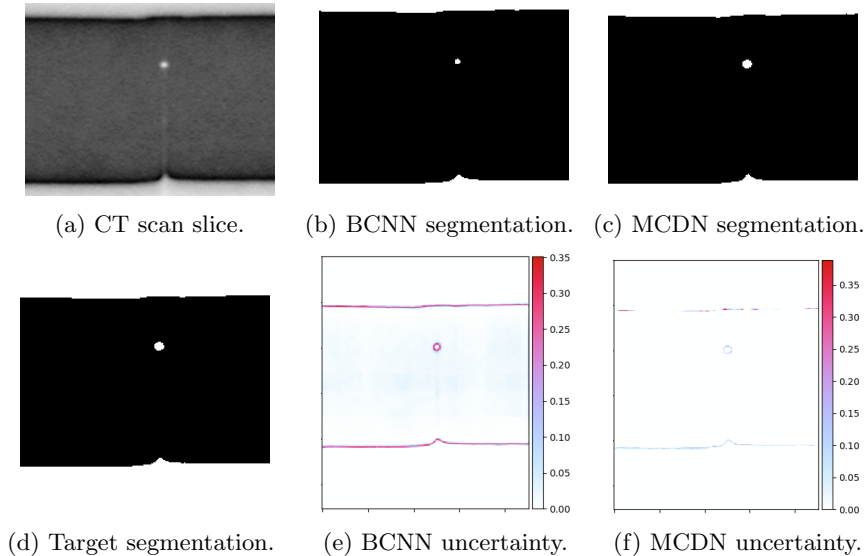 (a) CT scan slice.
(b) BCNN segmentation.
(c) MCDN segmentation.
0.35
0.30
0.25
0.20
0.15
0.10
0.05
0.00
0.35
0.30
0.25
0.20
0.15
0.10
0.05
0.00
(d) Target segmentation.
(e) BCNN uncertainty.
(f) MCDN uncertainty.